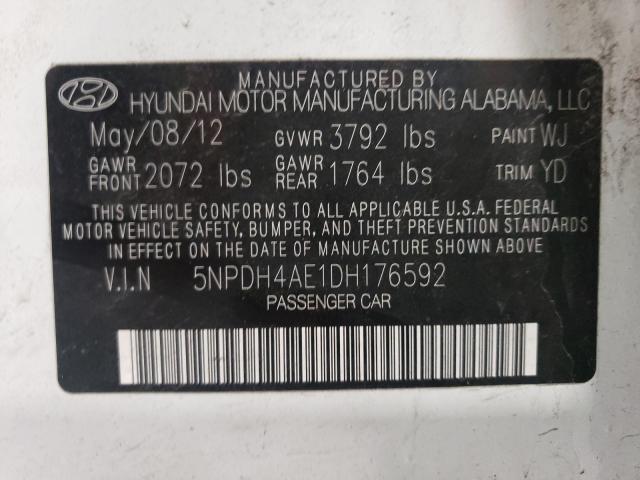 MANUFACTURED BY
HYUNDAI MOTOR MANUFACTURING ALABAMA, LLC
May/08/12 GVWR 3792 lbs PAINT WJ
GAWR FRONT 2072 lbs GAWR REAR 1764 lbs TRIM YD
THIS VEHICLE CONFORMS TO ALL APPLICABLE U.S.A. FEDERAL
MOTOR VEHICLE SAFETY, BUMPER, AND THEFT PREVENTION STANDARDS
IN EFFECT ON THE DATE OF MANUFACTURE SHOWN ABOVE.
V.I.N 5NPDH4AE1DH176592
PASSENGER CAR